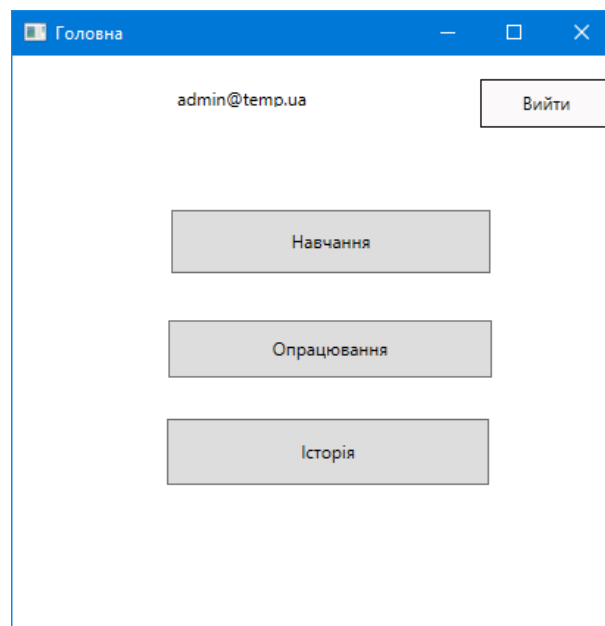 Головна
admin@temp.ua
Вийти
Навчання
Опрацювання
Історія